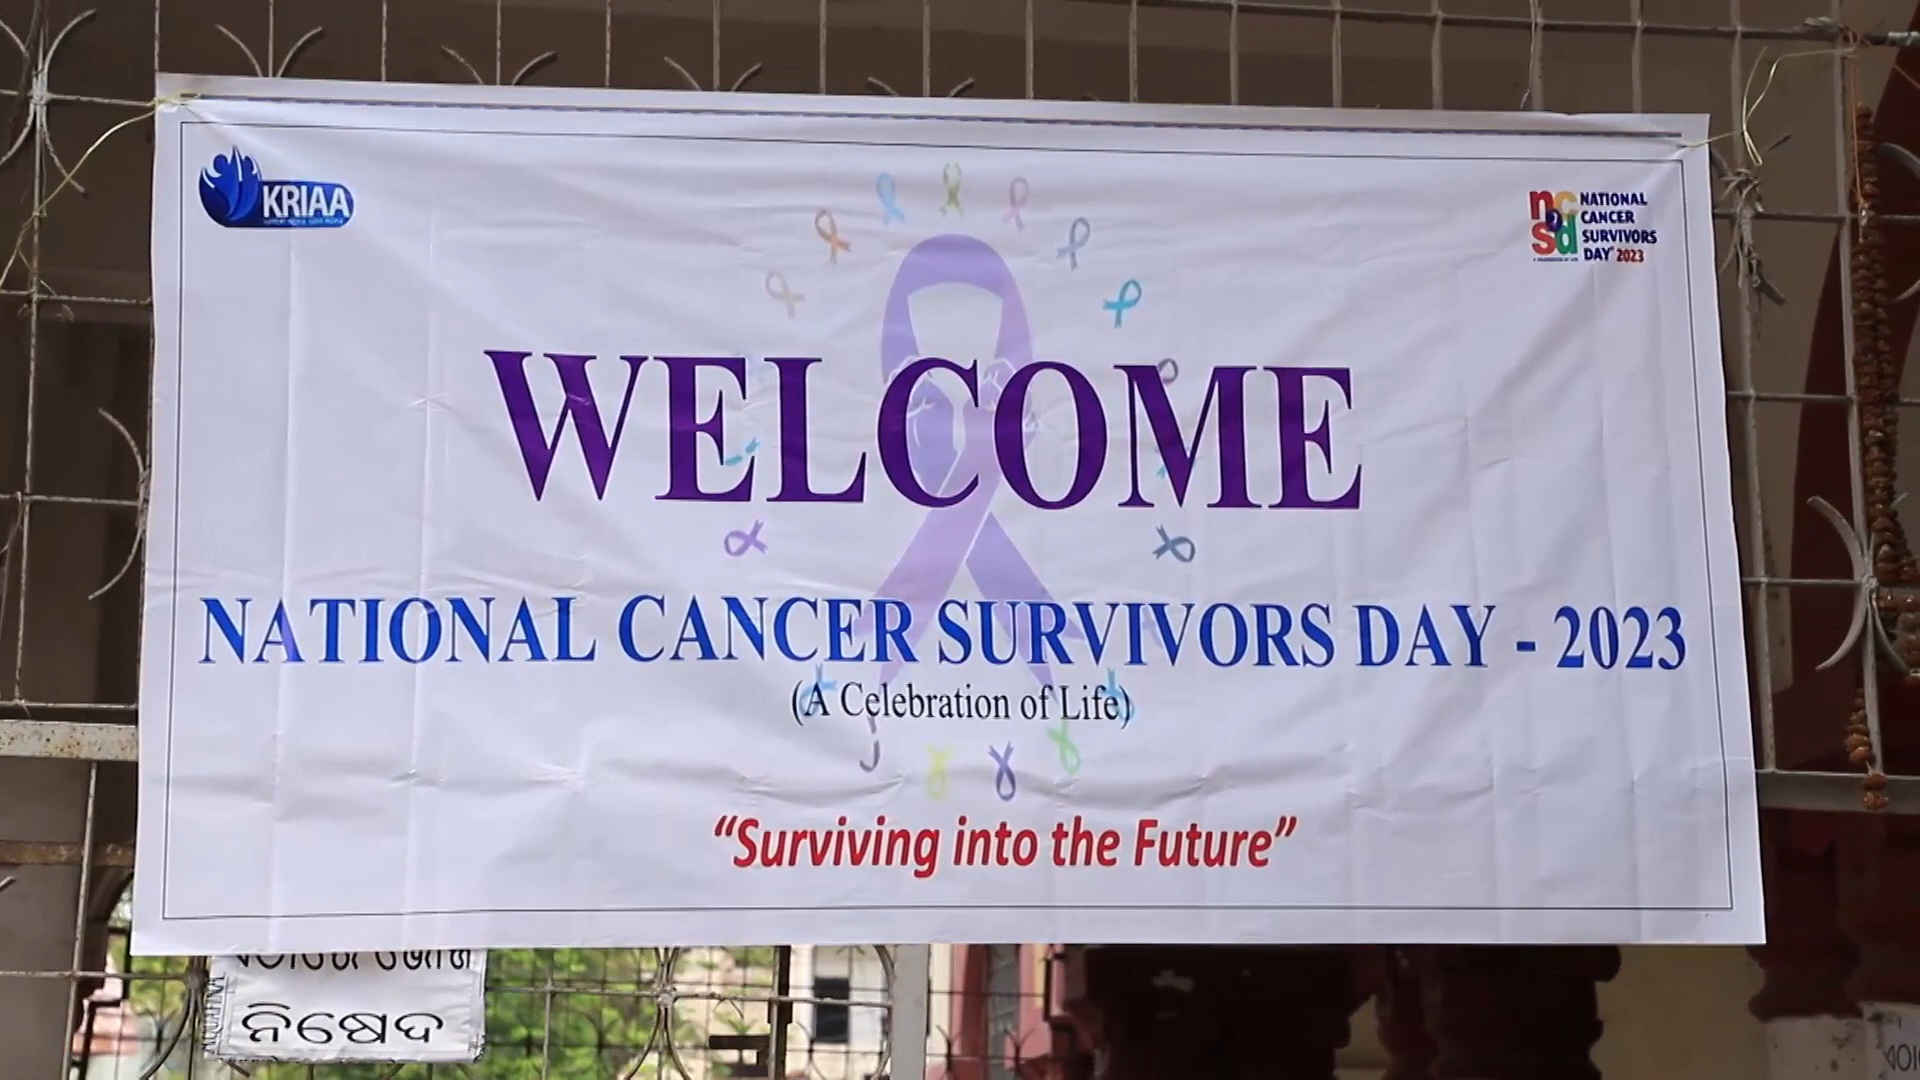 KRIAA
NATIONAL
CANCER
SURVIVORS
DAY 2023
WELCOME
NATIONAL CANCER SURVIVORS DAY - 2023
(A Celebration of Life)
“Surviving into the Future”
ନିଷେଦ